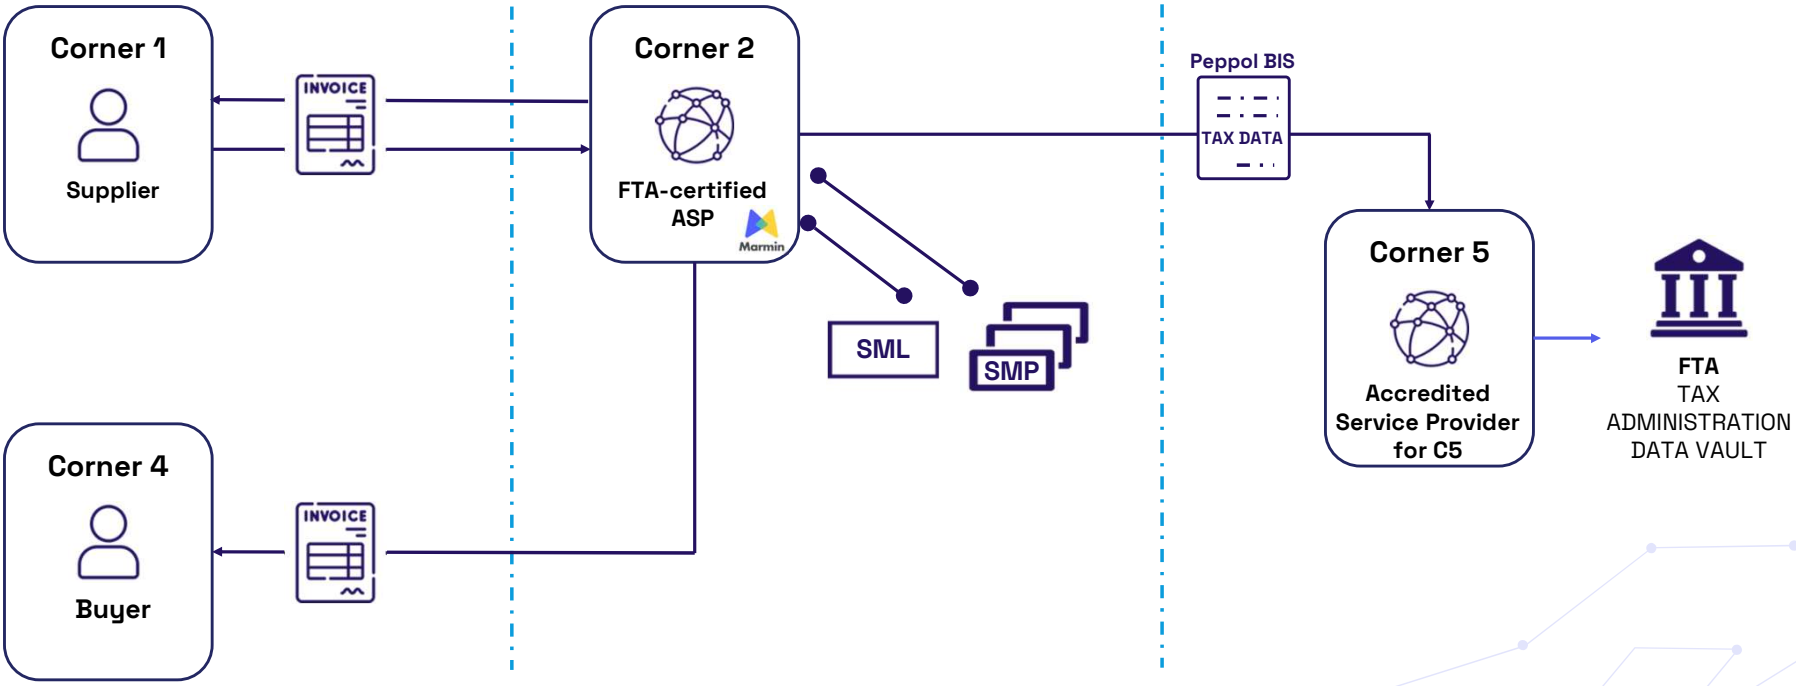 Corner 1
Supplier
INVOICE
Corner 2
FTA-certified
ASP
Marmin
Peppol BIS
TAX DATA
SML
SMP
Corner 5
Accredited
Service Provider
for C5
FTA
TAX
ADMINISTRATION
DATA VAULT
Corner 4
Buyer
INVOICE